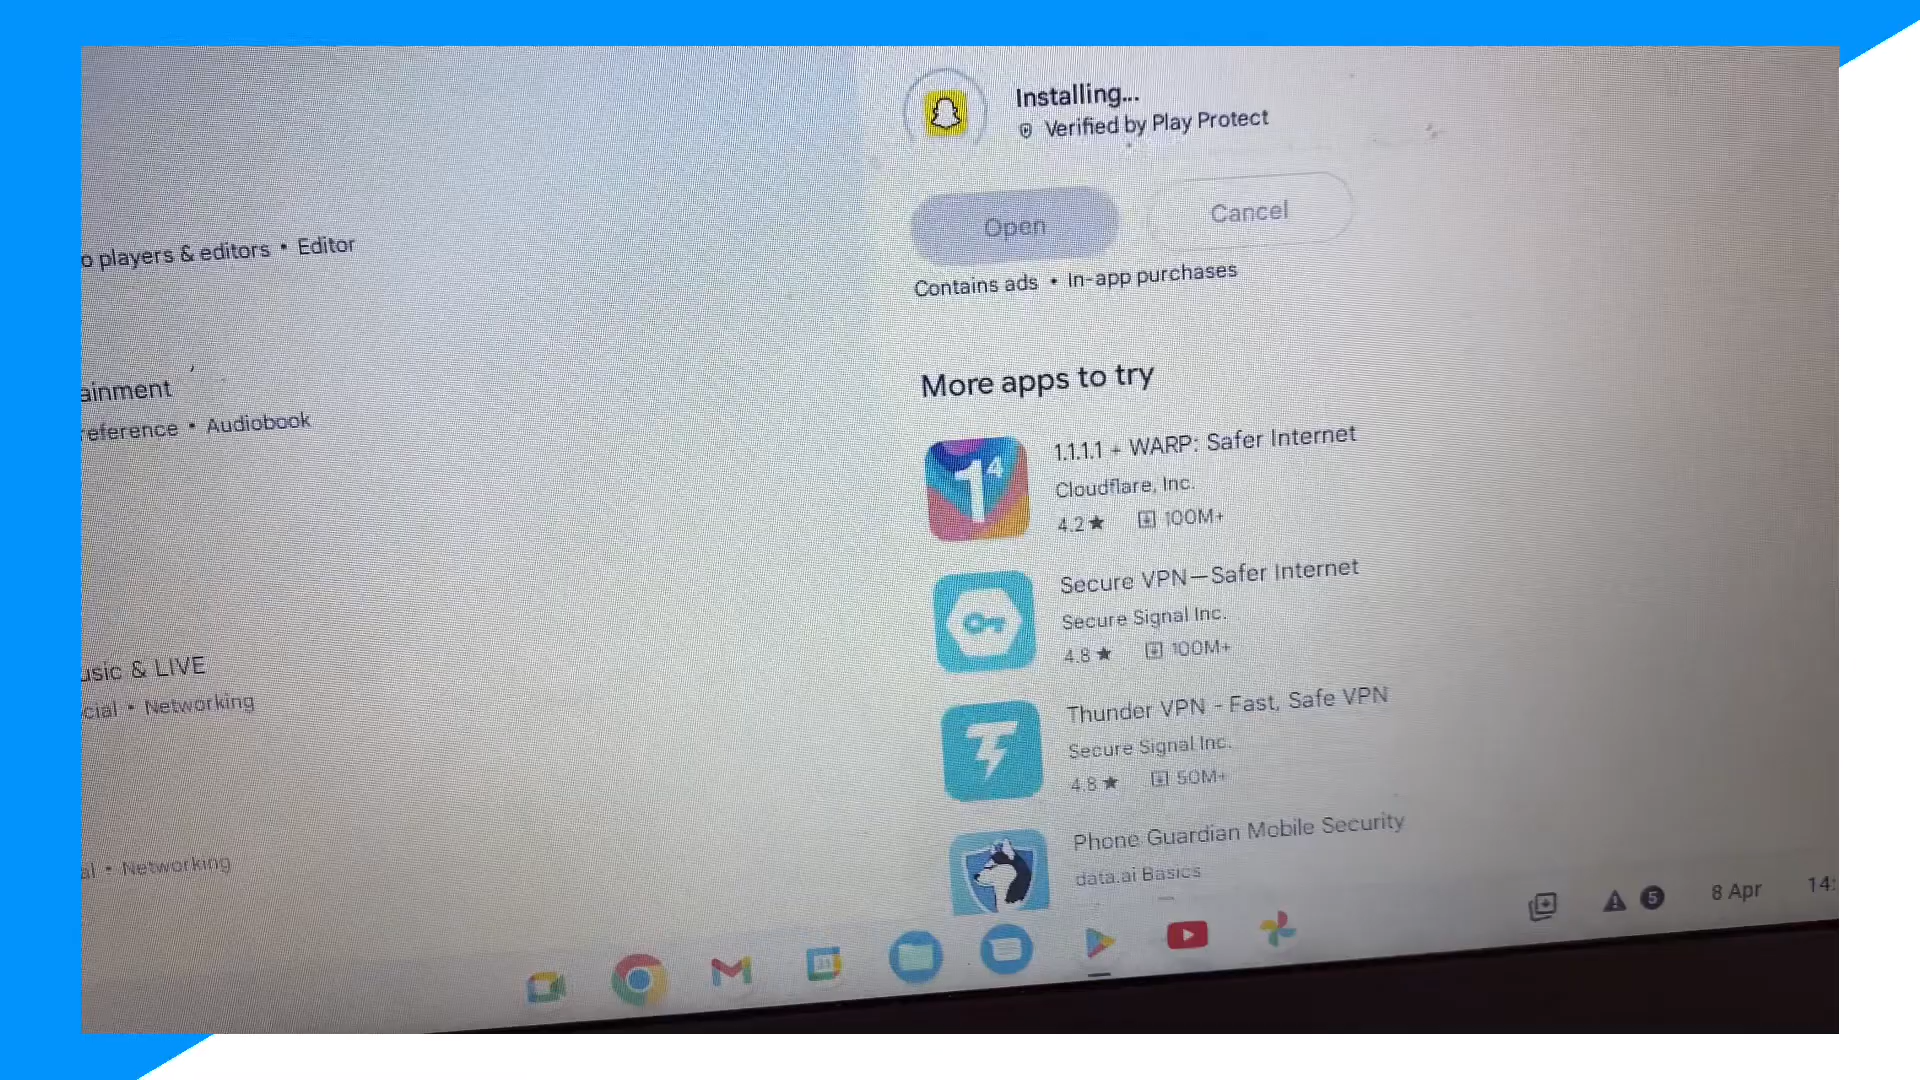 Installing...
Verified by Play Protect
Open
Cancel
Contains ads • In-app purchases
players & editors • Editor
More apps to try
ainment
eference • Audiobook
1.1.1.1 + WARP: Safer Internet
Cloudflare, Inc.
4.2★ 100M+
Secure VPN—Safer Internet
Secure Signal Inc.
4.8 ★ 100M+
usic & LIVE
cial • Networking
Thunder VPN - Fast, Safe VPN
Secure Signal Inc.
4.8 ★ 50M+
Phone Guardian Mobile Security
data.ai Basics
al • Networking
5
8 Apr
14:
31